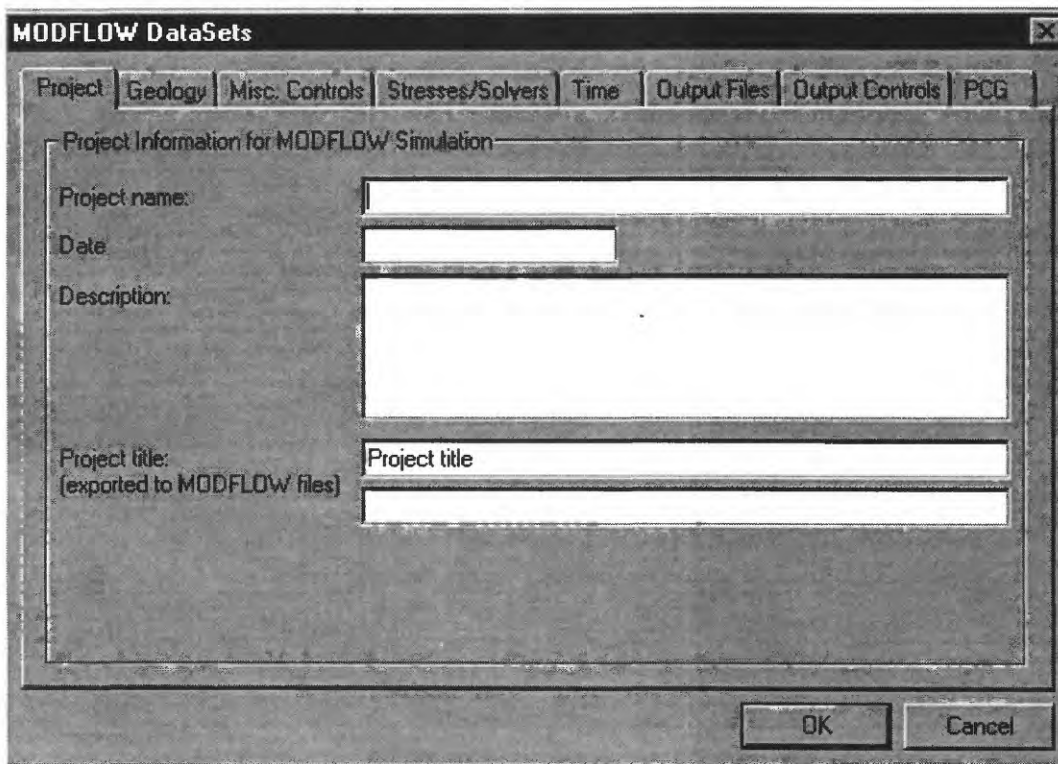 MODFLOW DataSets
Project Geology Misc. Controls Stresses/Solvers Time Output Files Output Controls PCG
Project Information for MODFLOW Simulation
Project name:
Date
Description:
Project title: Project title
(exported to MODFLOW files)
OK Cancel